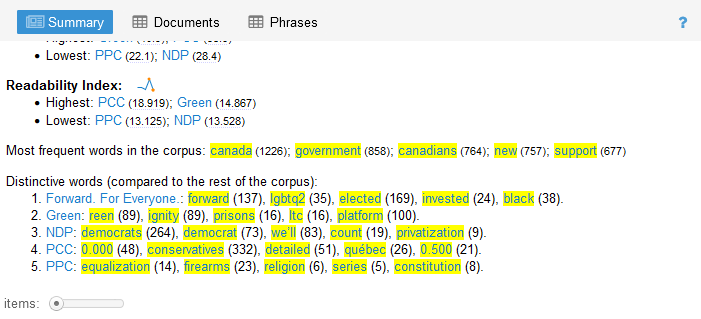 Summary Documents Phrases ?
• Lowest: PPC (22.1); NDP (28.4)
Readability Index:
• Highest: PCC (18.919); Green (14.867)
• Lowest: PPC (13.125); NDP (13.528)
Most frequent words in the corpus: canada (1226); government (858); canadians (764); new (757); support (677)
Distinctive words (compared to the rest of the corpus):
1. Forward. For Everyone.: forward (137), lgbtq2 (35), elected (169), invested (24), black (38).
2. Green: reen (89), ignity (89), prisons (16), ltc (16), platform (100).
3. NDP: democrats (264), democrat (73), we'll (83), count (19), privatization (9).
4. PCC: 0.000 (48), conservatives (332), detailed (51), québec (26), 0.500 (21).
5. PPC: equalization (14), firearms (23), religion (6), series (5), constitution (8).
items: